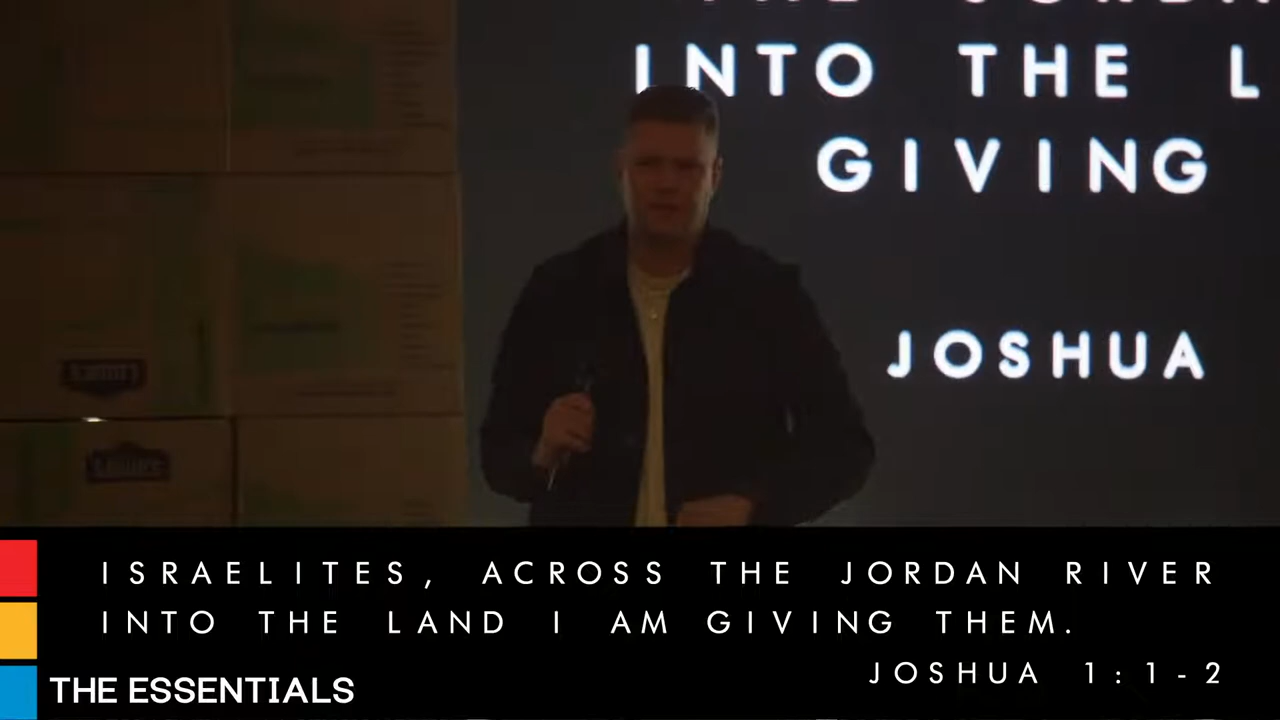 INTO THE L
GIVING
JOSHUA
ISRAELITES, ACROSS THE JORDAN RIVER
INTO THE LAND I AM GIVING THEM.
JOSHUA 1:1-2
THE ESSENTIALS